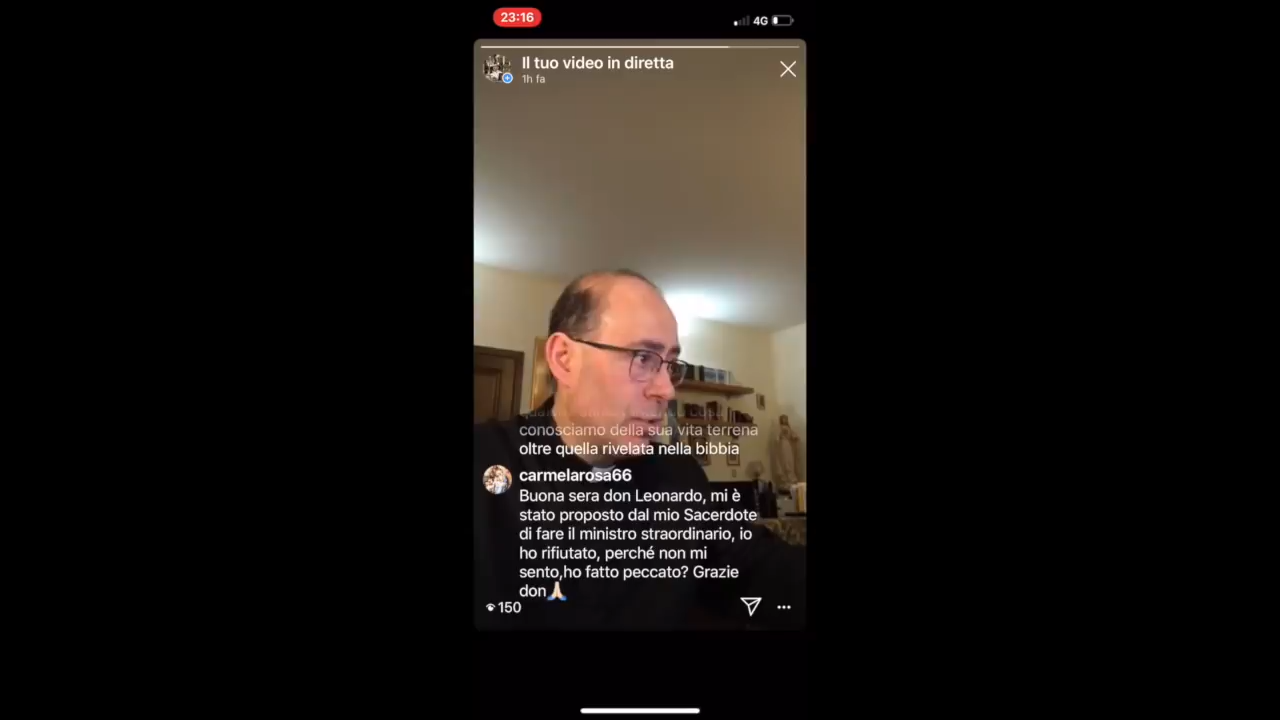 23:16
4G
Il tuo video in diretta
1h fa
conosciamo della sua vita terrena
oltre quella rivelata nella bibbia
carmelarosa66
Buona sera don Leonardo, mi è
stato proposto dal mio Sacerdote
di fare il ministro straordinario, io
ho rifiutato, perché non mi
sento,ho fatto peccato? Grazie
don🙏🏻
150